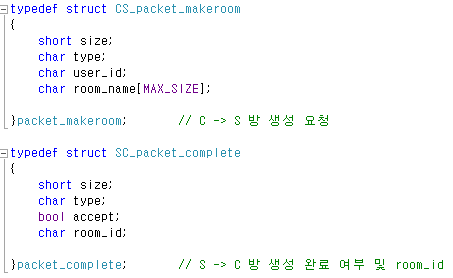 typedef struct CS_packet_makeroom
{
short size;
char type;
char user_id;
char room_name[MAX_SIZE];
}packet_makeroom; // C -> S 방 생성 요청
typedef struct SC_packet_complete
{
short size;
char type;
bool accept;
char room_id;
}packet_complete; // S -> C 방 생성 완료 여부 및 room_id